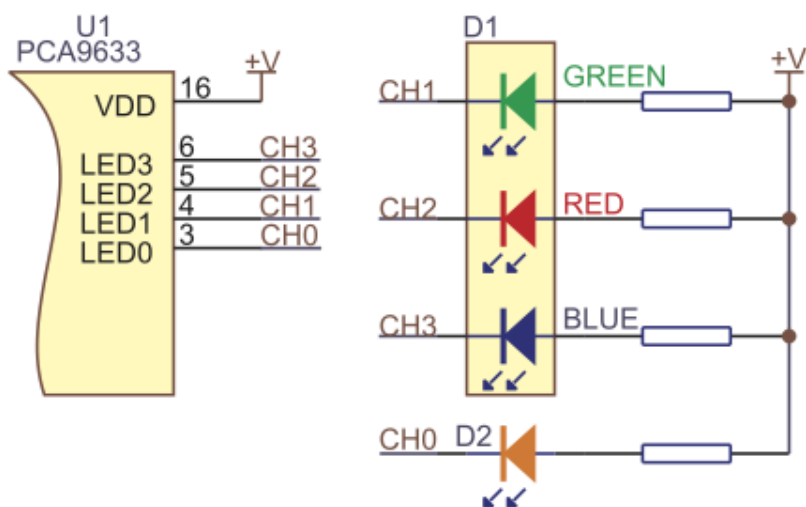 U1
PCA9633
+V
VDD
16
LED3
6
CH3
LED2
5
CH2
LED1
4
CH1
LED0
3
CH0
D1
+V
CH1
GREEN
CH2
RED
CH3
BLUE
CH0
D2